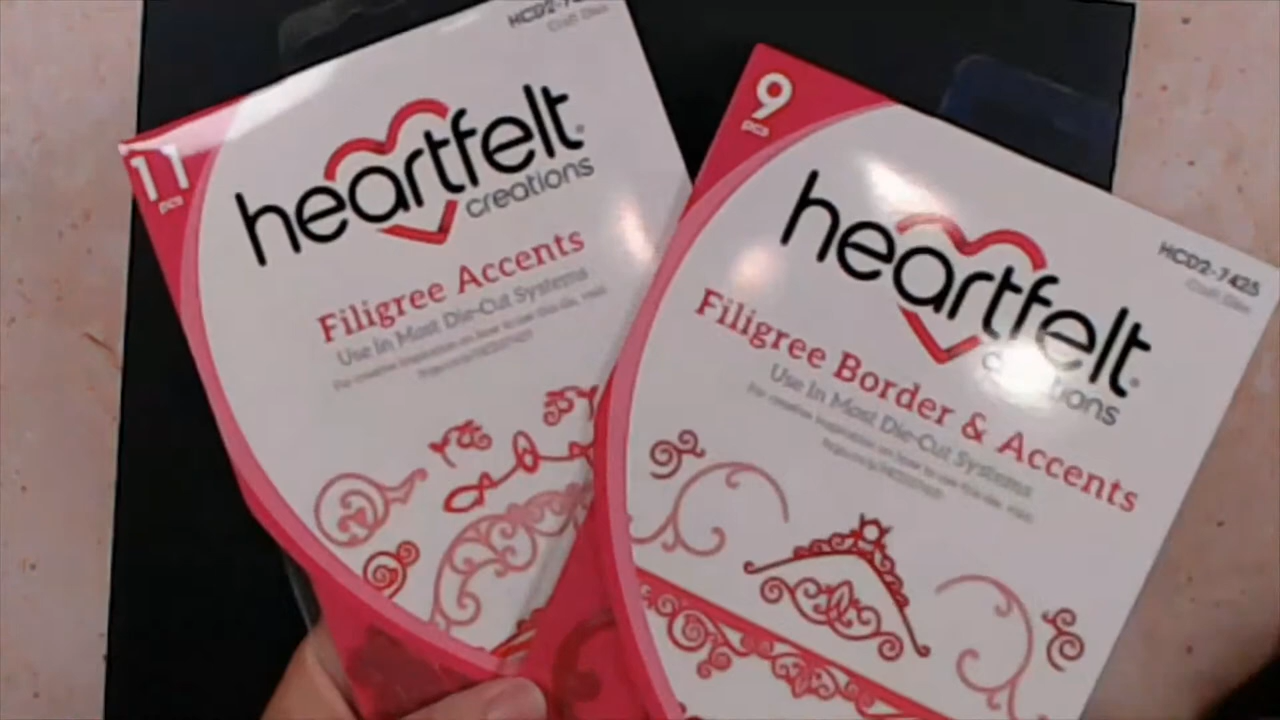 11
pcs
heartfelt
creations
Filigree Accents
Use In Most Die-Cut Systems
9
pcs
HCD2-7425
Craft Dies
heartfelt
creations
Filigree Border & Accents
Use In Most Die-Cut Systems